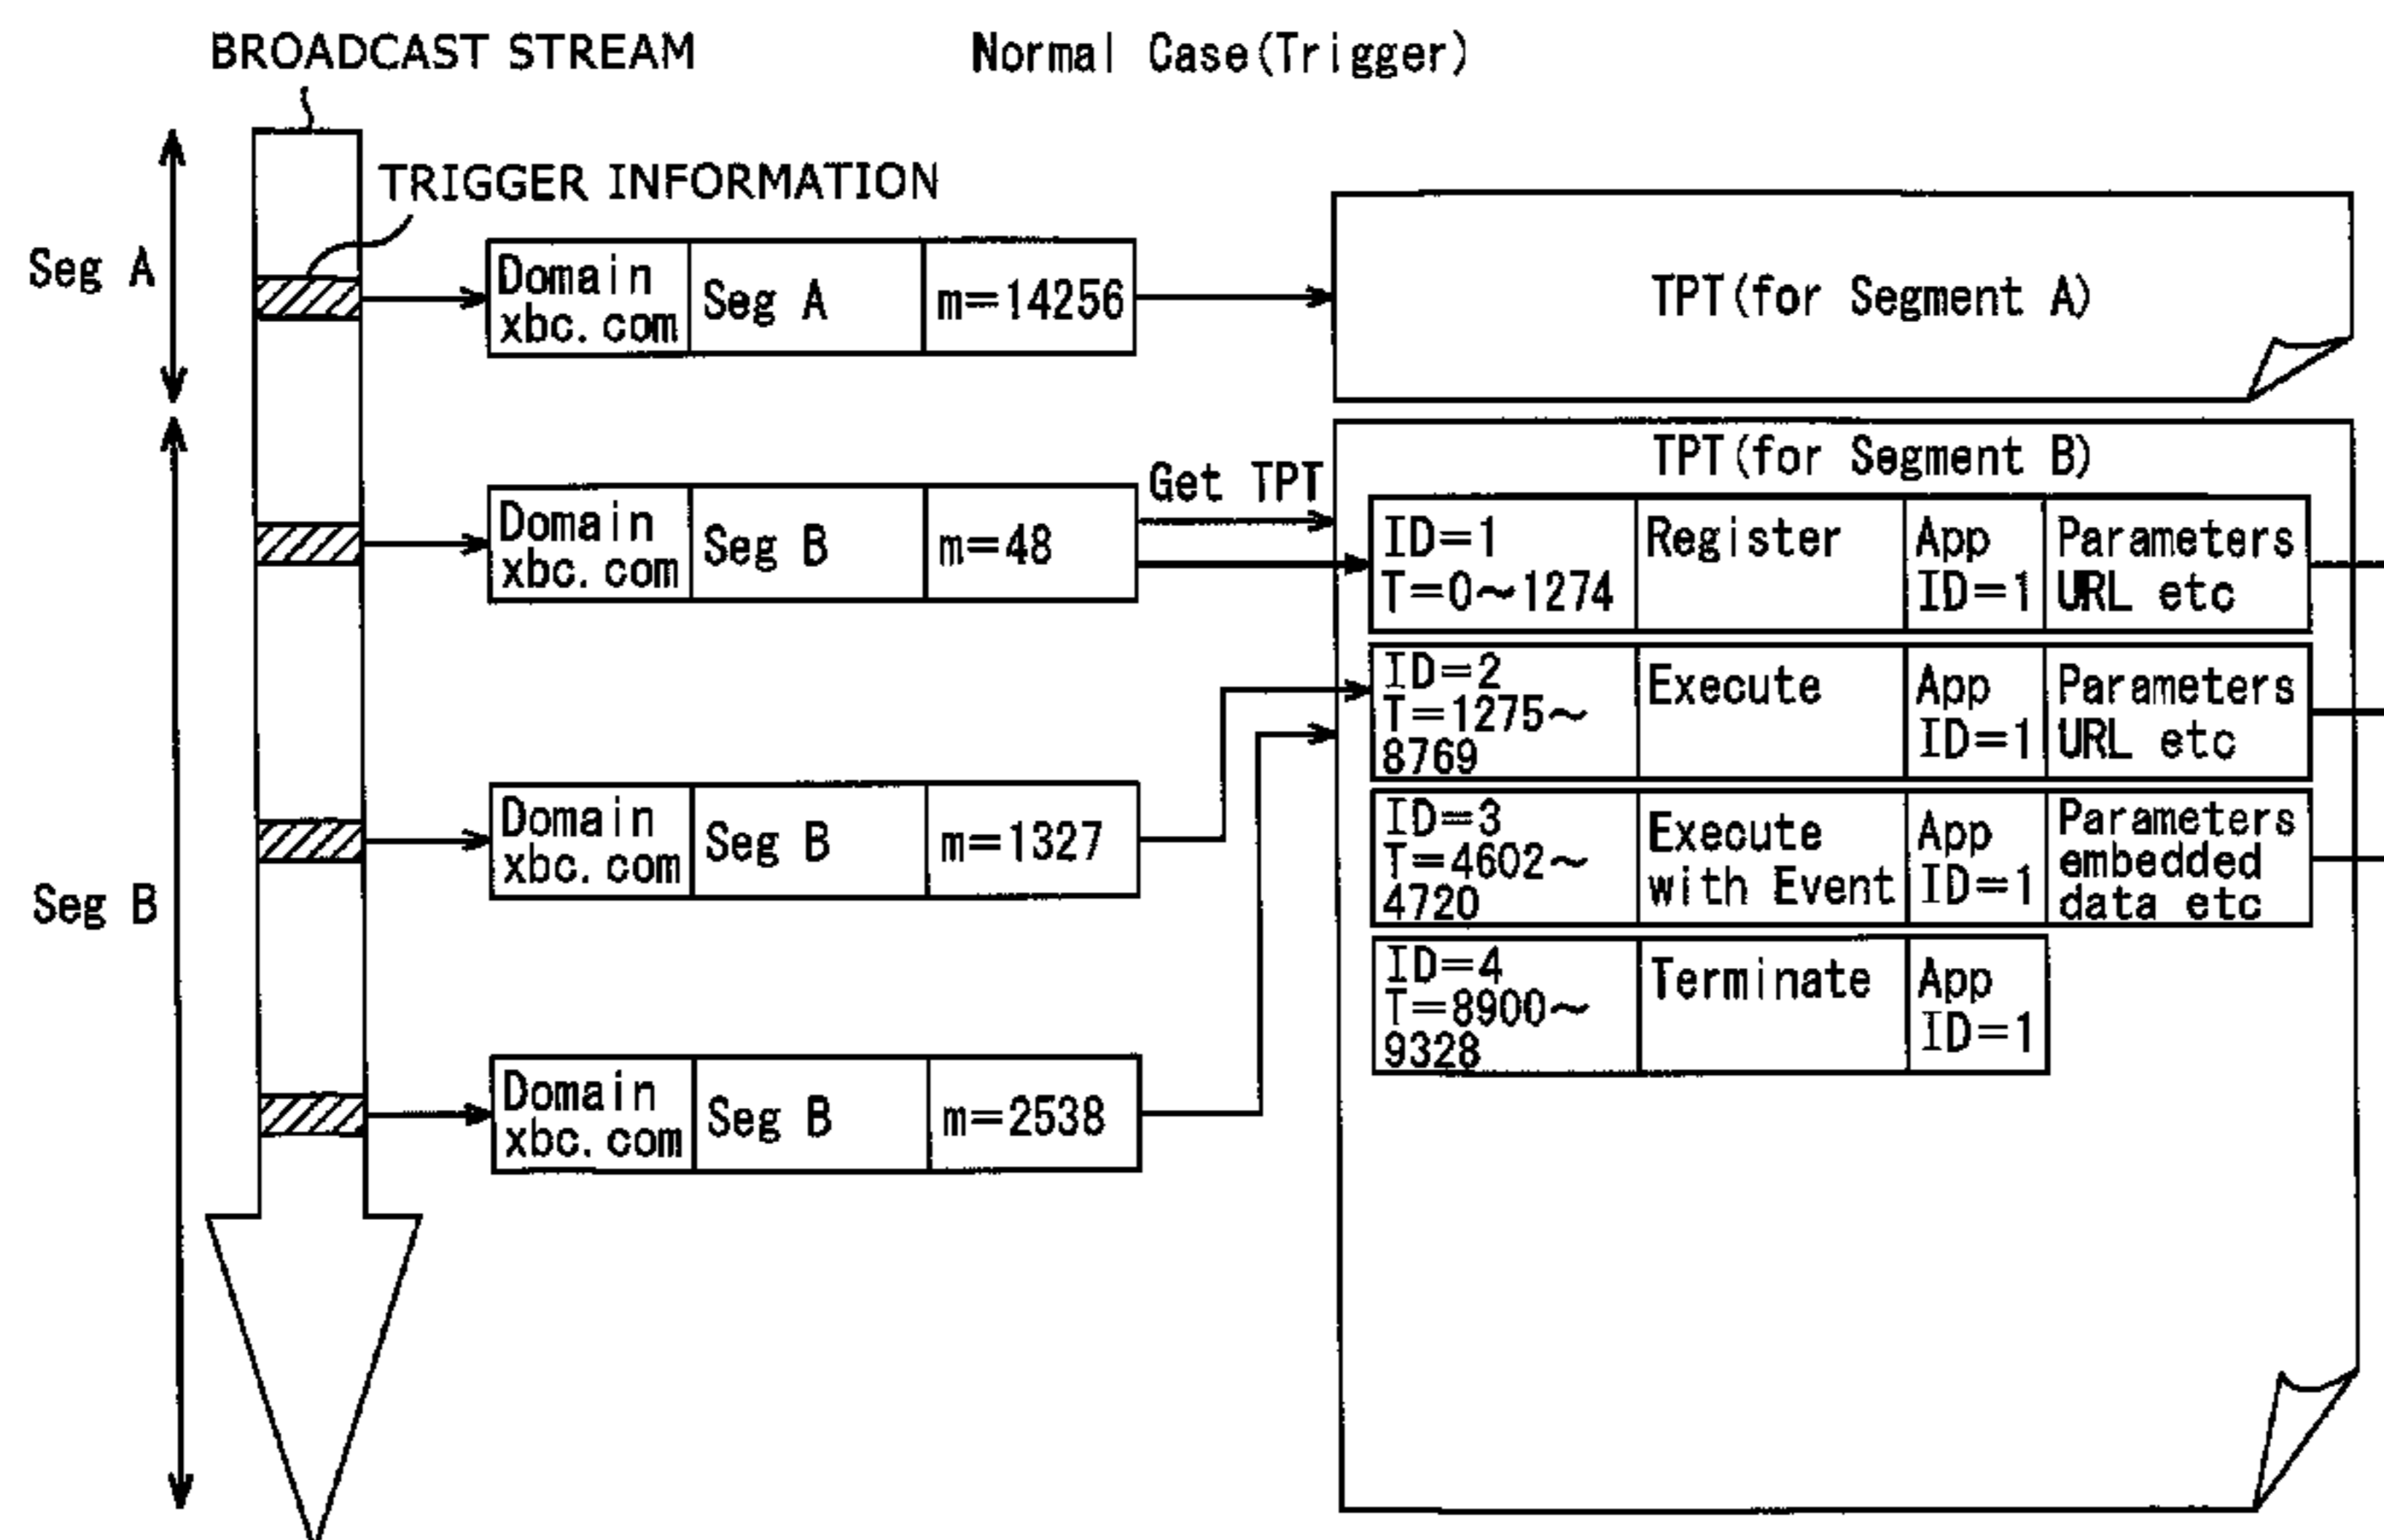 BROADCAST STREAM
Normal Case(Trigger)
TRIGGER INFORMATION
Seg A
Domain
xbc.com
Seg A
m=14256
TPT(for Segment A)
Seg B
Domain
xbc.com
Seg B
m=48
Get TPT
Domain
xbc.com
Seg B
m=1327
Domain
xbc.com
Seg B
m=2538
TPT(for Segment B)
ID=1
T=0~1274
Register
App
ID=1
Parameters
URL etc
ID=2
T=1275~
8769
Execute
App
ID=1
Parameters
URL etc
ID=3
T=4602~
4720
Execute
with Event
App
ID=1
Parameters
embedded
data etc
ID=4
T=8900~
9328
Terminate
App
ID=1